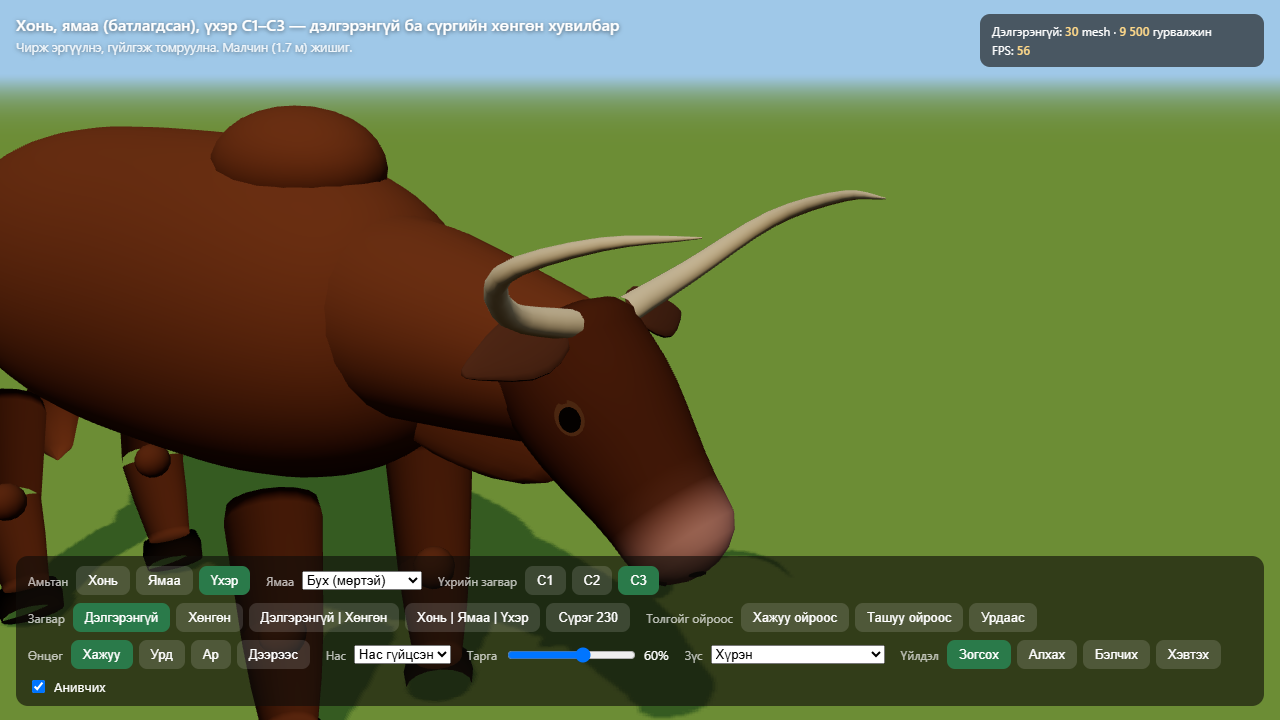 Хонь, ямаа (батлагдсан), үхэр C1–C3 — дэлгэрэнгүй ба сүргийн хөнгөн хувилбар
Чирж эргүүлнэ, гүйлгэж томруулна. Малчин (1.7 м) жишиг.
Дэлгэрэнгүй: 30 mesh · 9 500 гурвалжин
FPS: 56
Амьтан Хонь Ямаа Үхэр Ямаа Бух (мөртэй) Үхрийн загвар C1 C2 C3
Загвар Дэлгэрэнгүй Хөнгөн Дэлгэрэнгүй | Хөнгөн Хонь | Ямаа | Үхэр Сүрэг 230 Толгойг ойроос Хажуу ойроос Ташуу ойроос Урдаас
Өнцөг Хажуу Урд Ар Дээрээс Нас Нас гүйцсэн Тарга 60% Зүс Хүрэн Үйлдэл Зогсох Алхах Бэлчих Хэвтэх
Анивчих